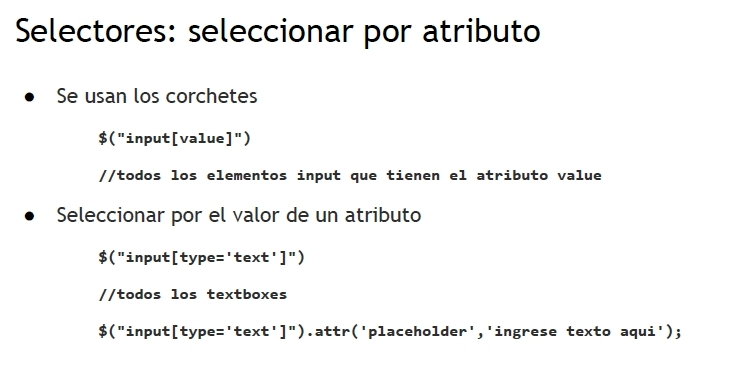 Selectores: seleccionar por atributo
● Se usan los corchetes
$("input[value]")
//todos los elementos input que tienen el atributo value
● Seleccionar por el valor de un atributo
$("input[type='text']")
//todos los textboxes
$("input[type='text']").attr('placeholder','ingrese texto aqui');